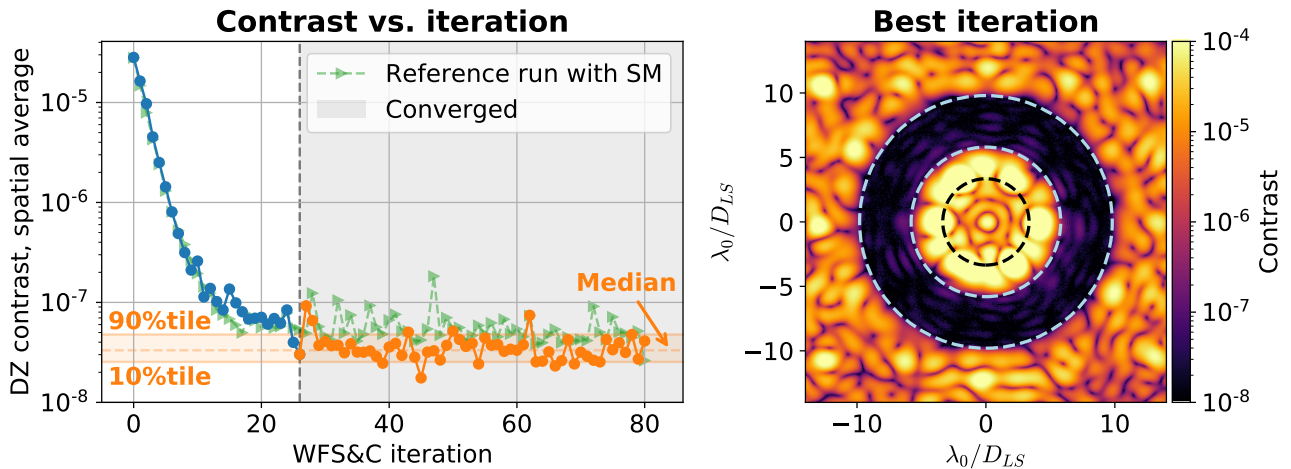 Contrast vs. iteration
DZ contrast, spatial average
10⁻⁵
10⁻⁶
10⁻⁷
10⁻⁸
Reference run with SM
Converged
90%tile
10%tile
Median
0
20
40
60
80
WFS&C iteration
Best iteration
λ₀/D_LS
10
5
0
−5
−10
−10
0
10
λ₀/D_LS
10⁻⁴
10⁻⁵
10⁻⁶
10⁻⁷
10⁻⁸
Contrast